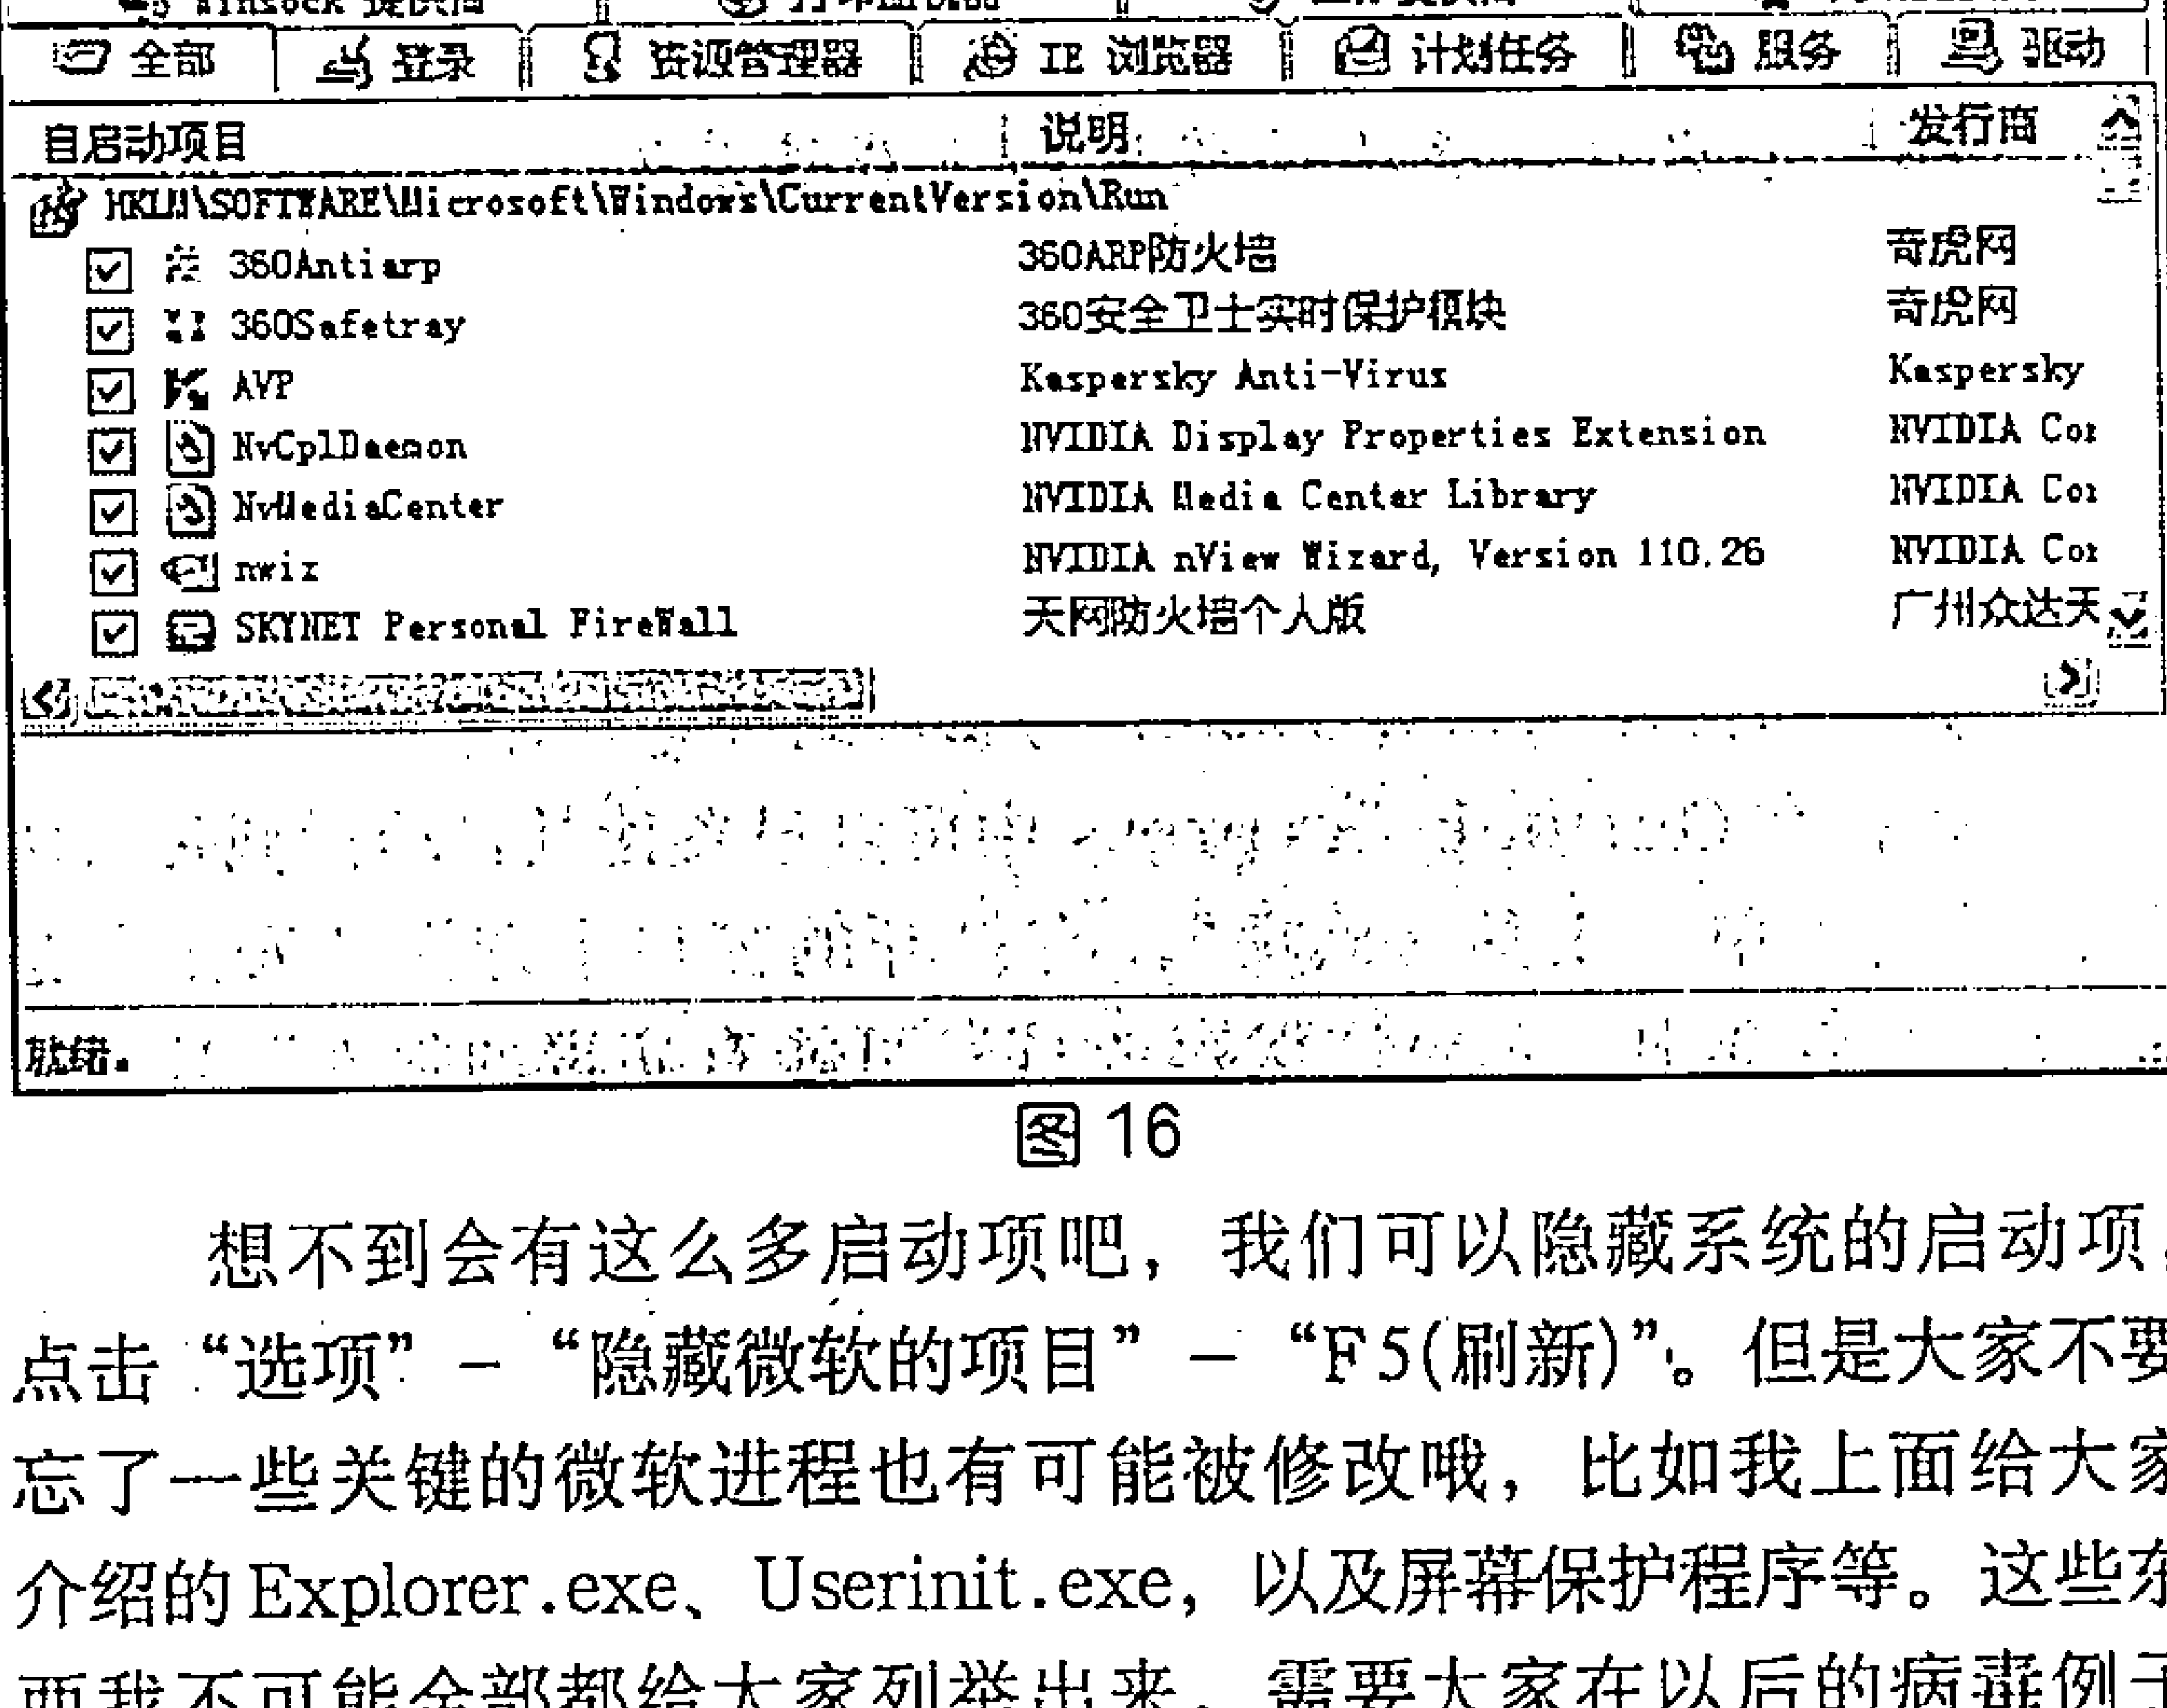 Winsock 提供商
全部 登录 资源管理器 IE 浏览器 计划任务 服务 驱动
自启动项目 说明 发行商
HKLM\SOFTWARE\Microsoft\Windows\CurrentVersion\Run
360Antiarp 360ARP防火墙 奇虎网
360Safetray 360安全卫士实时保护模块 奇虎网
AVP Kaspersky Anti-Virus Kaspersky
NvCplDaemon NVIDIA Display Properties Extension NVIDIA Cor
NvMediaCenter NVIDIA Media Center Library NVIDIA Cor
nwiz NVIDIA nView Wizard, Version 110.26 NVIDIA Cor
SKYNET Personal FireWall 天网防火墙个人版 广州众达天
就绪。
图 16
想不到会有这么多启动项吧，我们可以隐藏系统的启动项，
点击“选项”－“隐藏微软的项目”－“F5(刷新)”。但是大家不要
忘了一些关键的微软进程也有可能被修改哦，比如我上面给大家
介绍的Explorer.exe、Userinit.exe，以及屏幕保护程序等。这些东
西我不可能全部都给大家列举出来，需要大家在以后的病毒例子